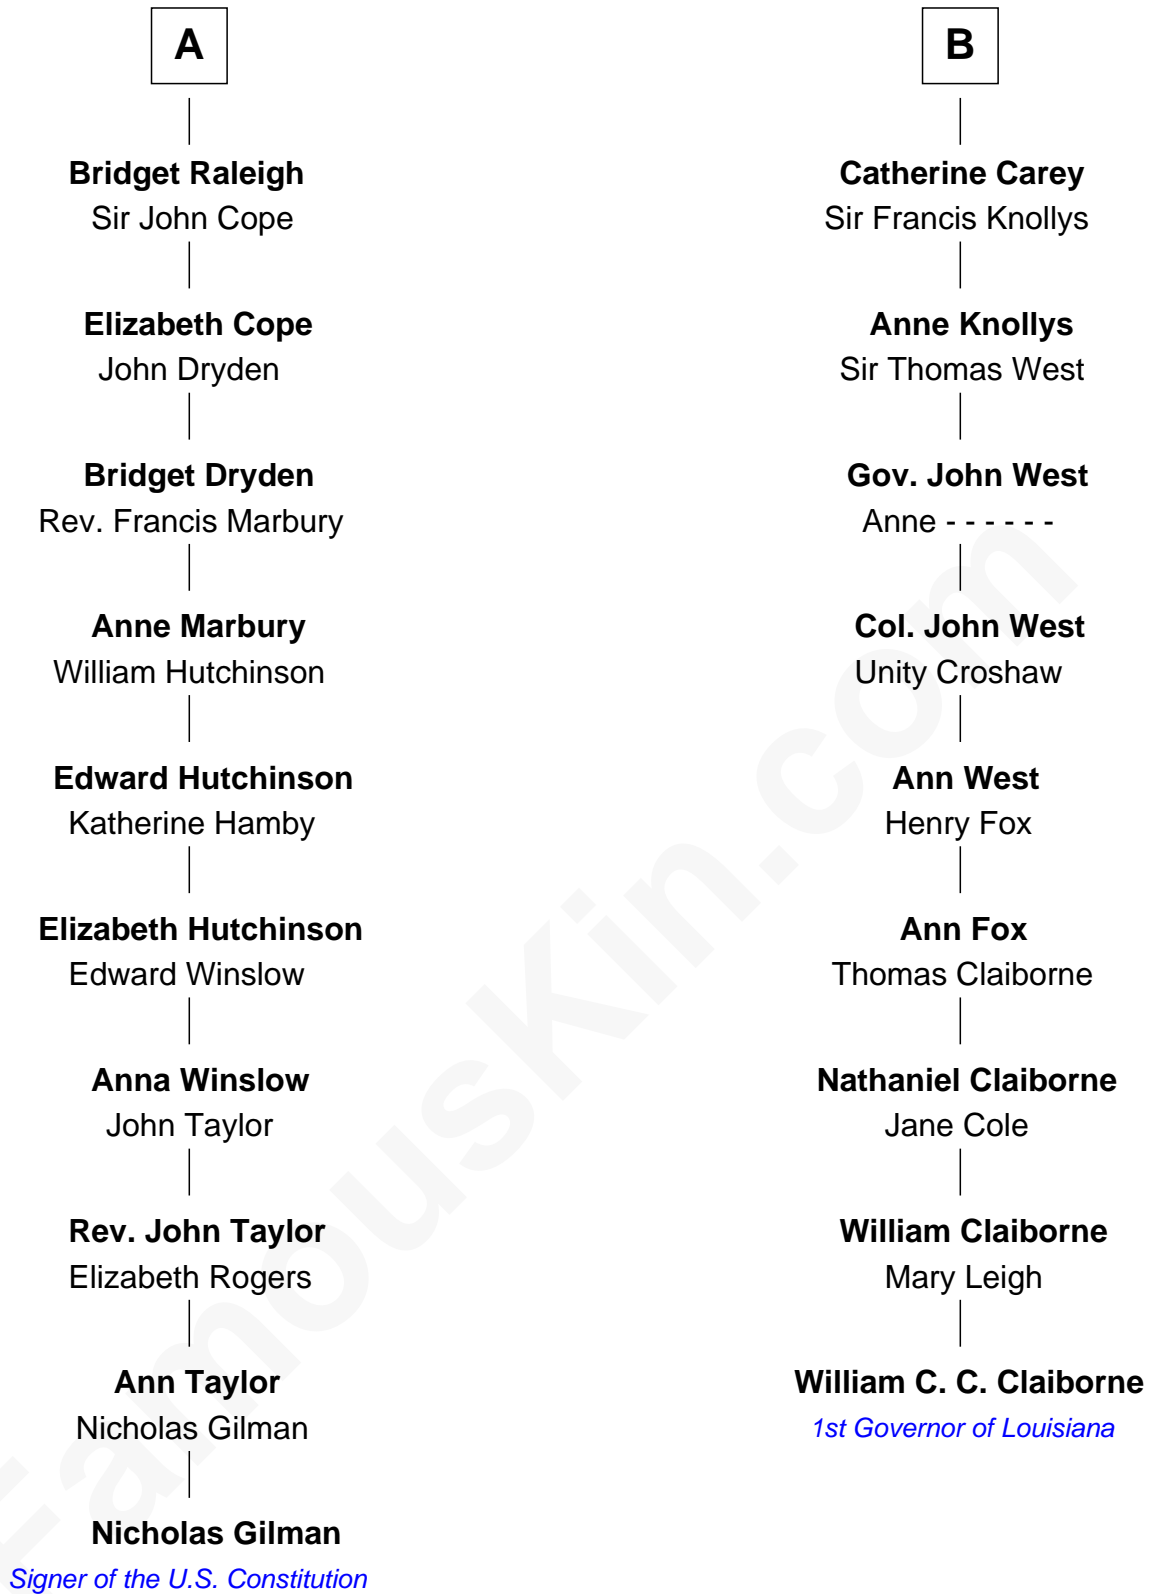 A
Bridget Raleigh
Sir John Cope
Elizabeth Cope
John Dryden
Bridget Dryden
Rev. Francis Marbury
Anne Marbury
William Hutchinson
Edward Hutchinson
Katherine Hamby
Elizabeth Hutchinson
Edward Winslow
Anna Winslow
John Taylor
Rev. John Taylor
Elizabeth Rogers
Ann Taylor
Nicholas Gilman
Nicholas Gilman
Signer of the U.S. Constitution
B
Catherine Carey
Sir Francis Knollys
Anne Knollys
Sir Thomas West
Gov. John West
Anne - - - - - -
Col. John West
Unity Croshaw
Ann West
Henry Fox
Ann Fox
Thomas Claiborne
Nathaniel Claiborne
Jane Cole
William Claiborne
Mary Leigh
William C. C. Claiborne
1st Governor of Louisiana
FamousKin.com